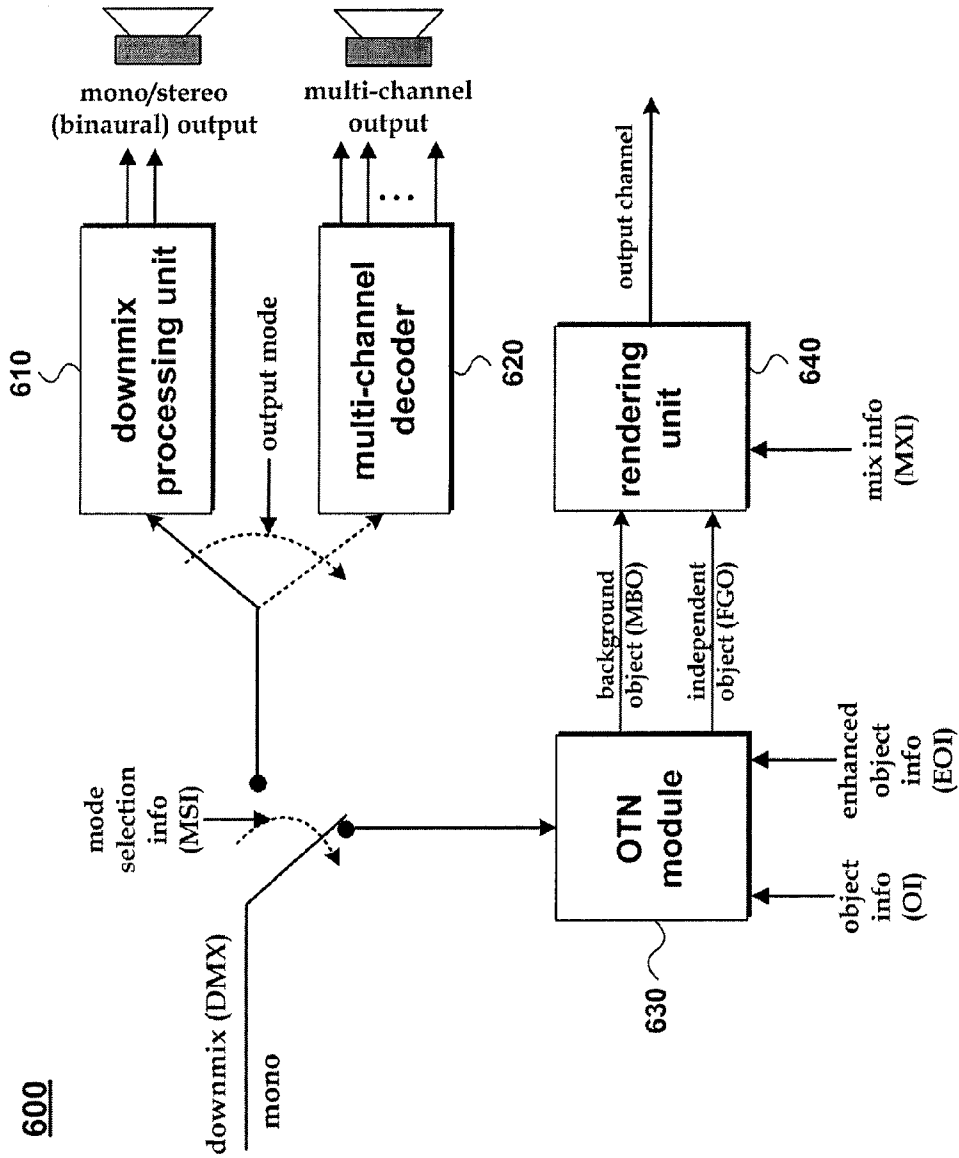 600
downmix (DMX)
mono
mode
selection
info
(MSI)
610
downmix
processing unit
mono/stereo
(binaural) output
output mode
multi-channel
decoder
620
multi-channel
output
...
630
OTN
module
object
info
(OI)
enhanced
object
info
(EOI)
background
object (MBO)
independent
object (FGO)
rendering
unit
640
mix info
(MXI)
output channel